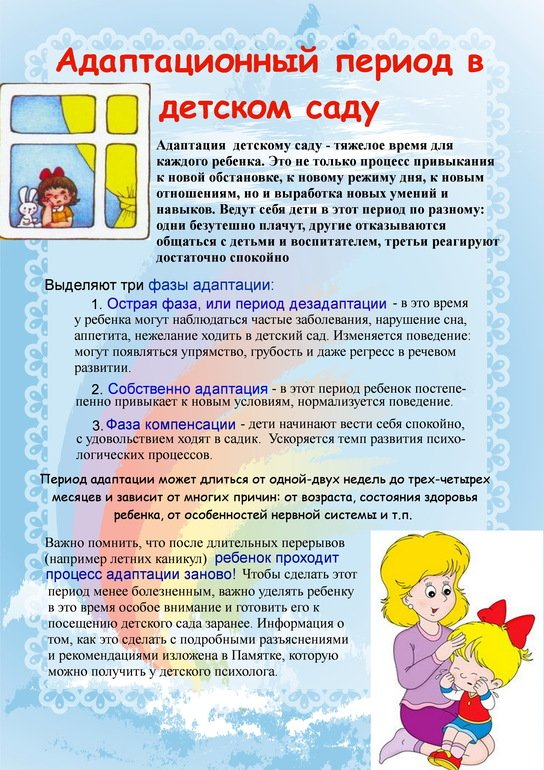 Адаптационный период в
детском саду
Адаптация  детскому саду - тяжелое время для
каждого ребенка. Это не только процесс привыкания
к новой обстановке, к новому режиму дня, к новым
отношениям, но и выработка новых умений и
навыков. Ведут себя дети в этот период по разному:
одни безутешно плачут, другие отказываются
общаться с детьми и воспитателем, третьи реагируют
достаточно спокойно
Выделяют три фазы адаптации:
1. Острая фаза, или период дезадаптации - в это время
у ребенка могут наблюдаться частые заболевания, нарушение сна,
аппетита, нежелание ходить в детский сад. Изменяется поведение:
могут появляться упрямство, грубость и даже регресс в речевом
развитии.
2. Собственно адаптация - в этот период ребенок постепе-
пенно привыкает к новым условиям, нормализуется поведение.
3. Фаза компенсации - дети начинают вести себя спокойно,
с удовольствием ходят в садик.  Ускоряется темп развития психо-
логических процессов.
Период адаптации может длиться от одной-двух недель до трех-четырех
месяцев и зависит от многих причин: от возраста, состояния здоровья
ребенка, от особенностей нервной системы и т.п.
Важно помнить, что после длительных перерывов
(например летних каникул)  ребенок проходит
процесс адаптации заново!  Чтобы сделать этот
период менее болезненным, важно уделять ребенку
в это время особое внимание и готовить его к
посещению детского сада заранее. Информация о
том, как это сделать с подробными разъяснениями
и рекомендациями изложена в Памятке, которую
можно получить у детского психолога.